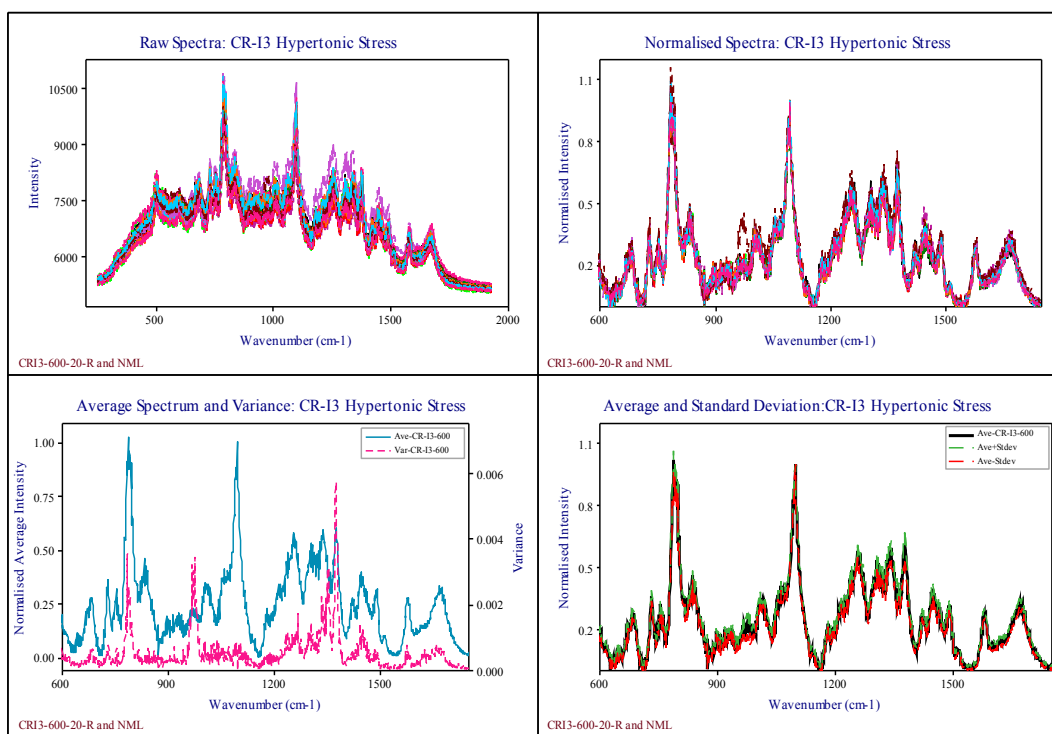 Raw Spectra: CR-I3 Hypertonic Stress
10500
9000
7500
6000
Intensity
500
1000
1500
2000
Wavenumber (cm-1)
CRI3-600-20-R and NML
Normalised Spectra: CR-I3 Hypertonic Stress
1.1
0.8
0.5
0.2
Normalised Intensity
600
900
1200
1500
Wavenumber (cm-1)
CRI3-600-20-R and NML
Average Spectrum and Variance: CR-I3 Hypertonic Stress
Ave-CR-I3-600
Var-CR-I3-600
1.00
0.75
0.50
0.25
0.00
Normalised Average Intensity
0.006
0.004
0.002
0.000
Variance
600
900
1200
1500
Wavenumber (cm-1)
CRI3-600-20-R and NML
Average and Standard Deviation:CR-I3 Hypertonic Stress
Ave-CR-I3-600
Ave+Stdev
Ave-Stdev
1.1
0.8
0.5
0.2
Normalised Intensity
600
900
1200
1500
Wavenumber (cm-1)
CRI3-600-20-R and NML